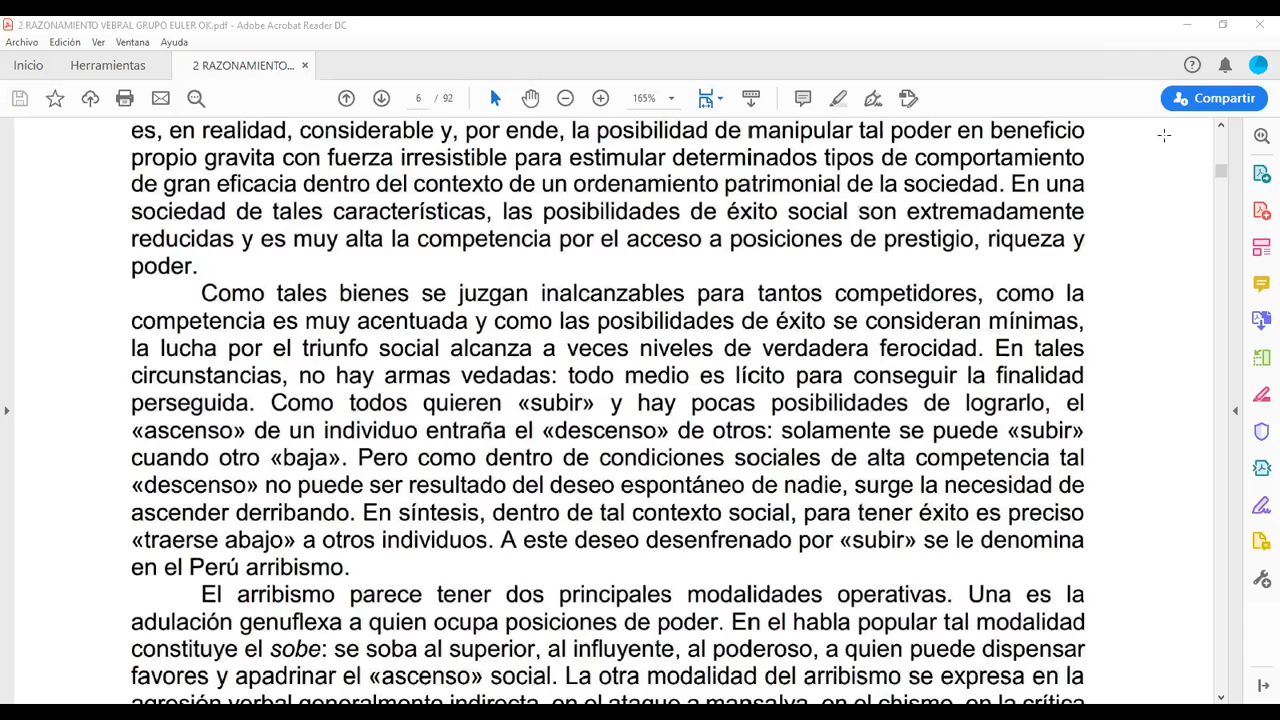 2 RAZONAMIENTO VEBRAL GRUPO EULER OK.pdf - Adobe Acrobat Reader DC
Archivo Edición Ver Ventana Ayuda
Inicio Herramientas 2 RAZONAMIENTO... ×
6 / 92 165% Compartir
es, en realidad, considerable y, por ende, la posibilidad de manipular tal poder en beneficio
propio gravita con fuerza irresistible para estimular determinados tipos de comportamiento
de gran eficacia dentro del contexto de un ordenamiento patrimonial de la sociedad. En una
sociedad de tales características, las posibilidades de éxito social son extremadamente
reducidas y es muy alta la competencia por el acceso a posiciones de prestigio, riqueza y
poder.
Como tales bienes se juzgan inalcanzables para tantos competidores, como la
competencia es muy acentuada y como las posibilidades de éxito se consideran mínimas,
la lucha por el triunfo social alcanza a veces niveles de verdadera ferocidad. En tales
circunstancias, no hay armas vedadas: todo medio es lícito para conseguir la finalidad
perseguida. Como todos quieren «subir» y hay pocas posibilidades de lograrlo, el
«ascenso» de un individuo entraña el «descenso» de otros: solamente se puede «subir»
cuando otro «baja». Pero como dentro de condiciones sociales de alta competencia tal
«descenso» no puede ser resultado del deseo espontáneo de nadie, surge la necesidad de
ascender derribando. En síntesis, dentro de tal contexto social, para tener éxito es preciso
«traerse abajo» a otros individuos. A este deseo desenfrenado por «subir» se le denomina
en el Perú arribismo.
El arribismo parece tener dos principales modalidades operativas. Una es la
adulación genuflexa a quien ocupa posiciones de poder. En el habla popular tal modalidad
constituye el sobe: se soba al superior, al influyente, al poderoso, a quien puede dispensar
favores y apadrinar el «ascenso» social. La otra modalidad del arribismo se expresa en la
agresión verbal generalmente indirecta, en el ataque a mansalva, en el chisme, en la crítica